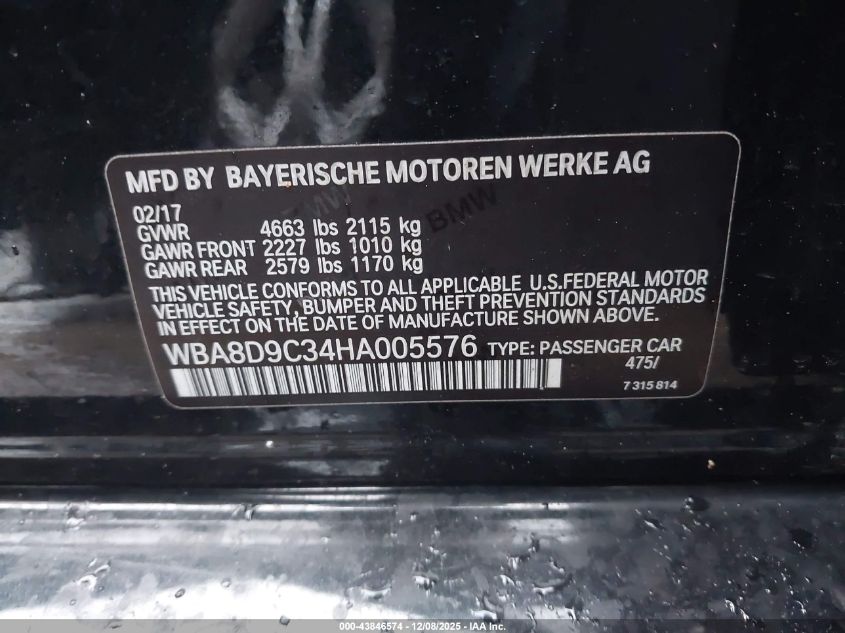 MFD BY BAYERISCHE MOTOREN WERKE AG
02/17
GVWR 4663 lbs 2115 kg
GAWR FRONT 2227 lbs 1010 kg
GAWR REAR 2579 lbs 1170 kg
THIS VEHICLE CONFORMS TO ALL APPLICABLE U.S.FEDERAL MOTOR
VEHICLE SAFETY, BUMPER AND THEFT PREVENTION STANDARDS
IN EFFECT ON THE DATE OF MANUFACTURE SHOWN ABOVE.
WBA8D9C34HA005576 TYPE: PASSENGER CAR
475/
7 315 814
BMW
BMW
000-43846574 • 12/08/2025 • IAA Inc.